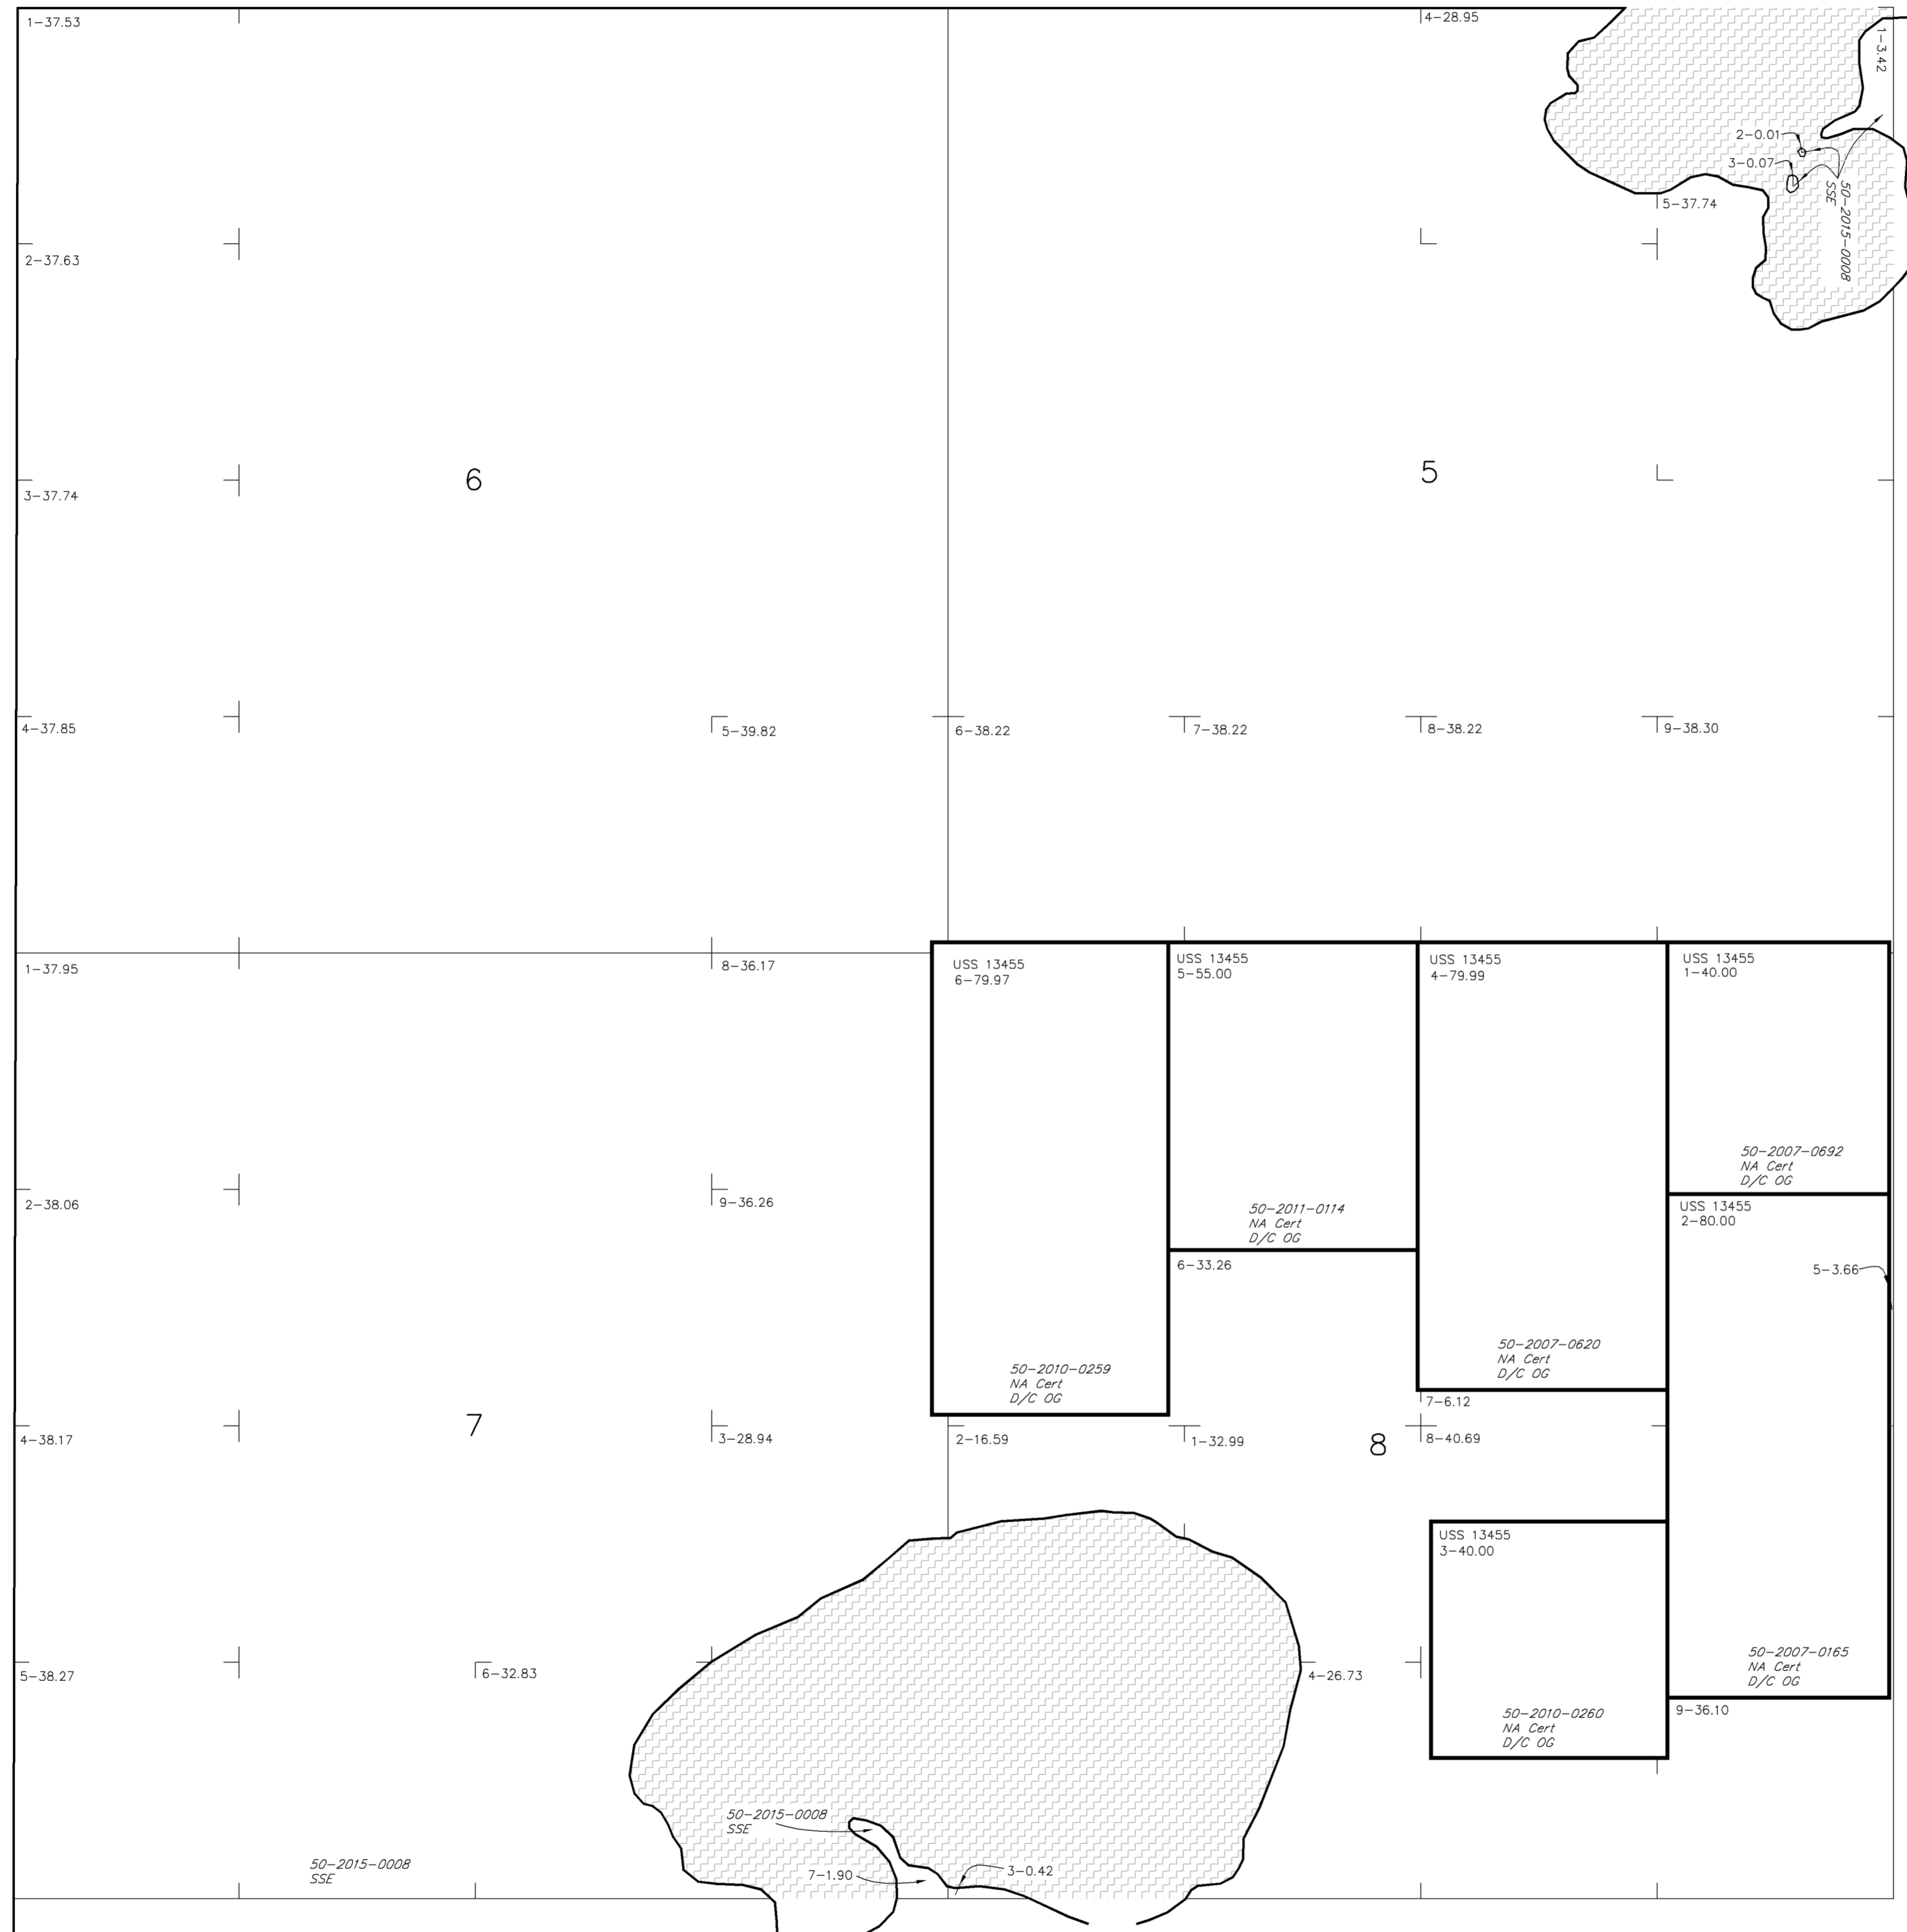 1-37.53
4-28.95
1-3.42
2-0.01
3-0.07
50-2015-0008
SSE
5-37.74
2-37.63
6
5
3-37.74
4-37.85
5-39.82
6-38.22
7-38.22
8-38.22
9-38.30
1-37.95
8-36.17
USS 13455
6-79.97
USS 13455
5-55.00
USS 13455
4-79.99
USS 13455
1-40.00
50-2007-0692
NA Cert
D/C OG
2-38.06
9-36.26
50-2011-0114
NA Cert
D/C OG
USS 13455
2-80.00
6-33.26
5-3.66
50-2010-0259
NA Cert
D/C OG
50-2007-0620
NA Cert
D/C OG
7-6.12
4-38.17
7
3-28.94
2-16.59
1-32.99
8
8-40.69
USS 13455
3-40.00
5-38.27
6-32.83
4-26.73
50-2007-0165
NA Cert
D/C OG
50-2010-0260
NA Cert
D/C OG
9-36.10
50-2015-0008
SSE
50-2015-0008
SSE
7-1.90
3-0.42